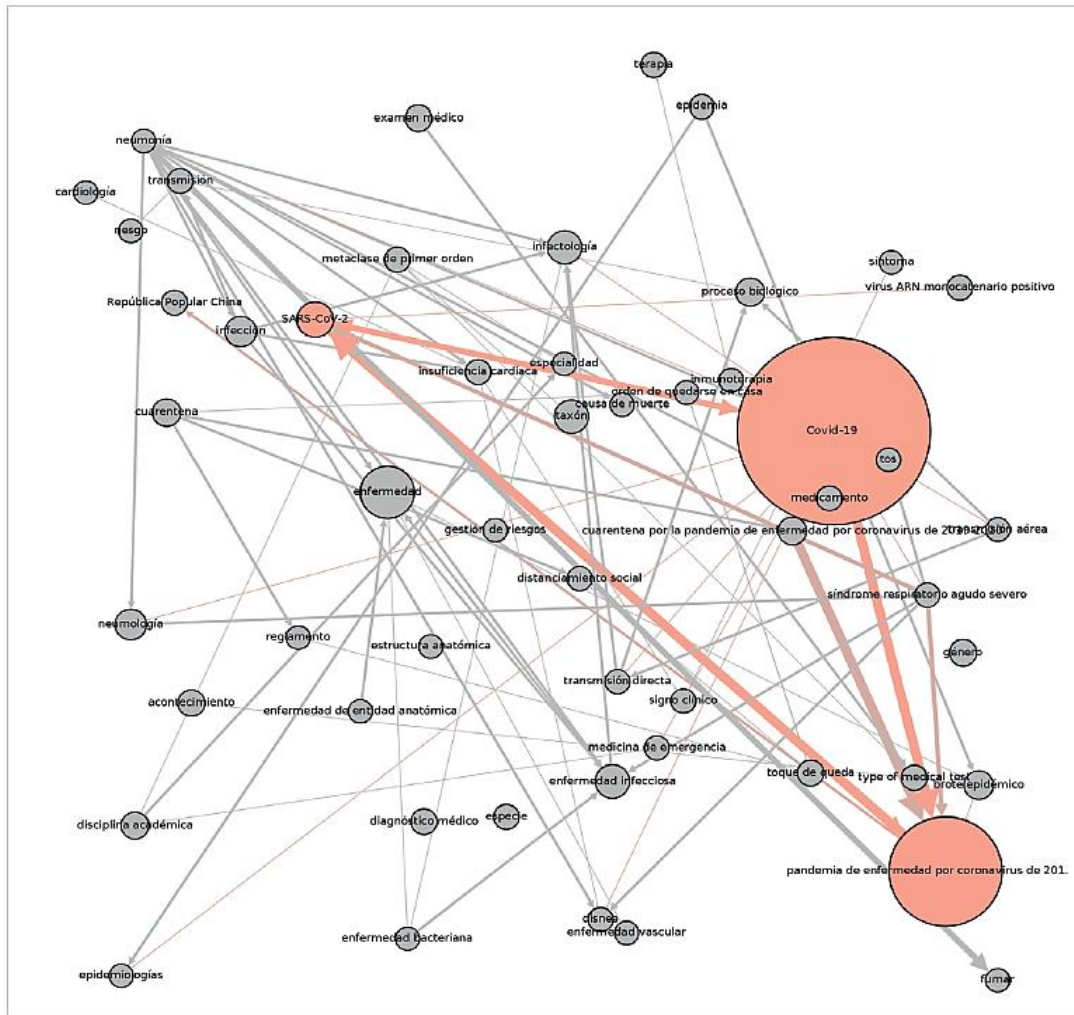 terapia
epidemia
examen médico
neumonía
transmisión
cardiología
riesgo
infactología
metaclase de primer orden
síntoma
virus ARN monocatenario positivo
proceso biológico
República Popular China
SARS-CoV-2
infección
especialidad
insuficiencia cardiaca
inmunoterapia
orden de quedarse en casa
causa de muerte
cuarentena
taxón
Covid-19
tos
enfermedad
medicamento
gestión de riesgos
cuarentena por la pandemia de enfermedad por coronavirus de 2019-20
transmisión aérea
distanciamiento social
síndrome respiratorio agudo severo
neumología
reglamento
estructura anatómica
género
transmisión directa
signo clínico
acontecimiento
enfermedad de entidad anatómica
medicina de emergencia
enfermedad infecciosa
toque de queda
type of medical test
disciplina académica
diagnóstico médico
especie
pandemia de enfermedad por coronavirus de 201.
disnea
enfermedad vascular
enfermedad bacteriana
epidemiologías
fumar